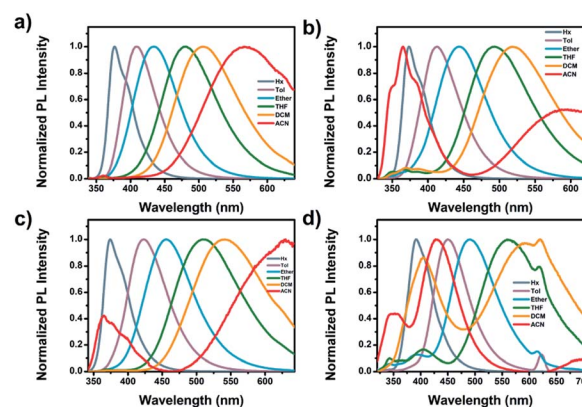 a)
Normalized PL Intensity
1.0
0.8
0.6
0.4
0.2
0.0
Hx
Tol
Ether
THF
DCM
ACN
350 400 450 500 550 600
Wavelength (nm)
b)
Normalized PL Intensity
1.0
0.8
0.6
0.4
0.2
0.0
Hx
Tol
Ether
THF
DCM
ACN
350 400 450 500 550 600
Wavelength (nm)
c)
Normalized PL Intensity
1.0
0.8
0.6
0.4
0.2
0.0
Hx
Tol
Ether
THF
DCM
ACN
350 400 450 500 550 600
Wavelength (nm)
d)
Normalized PL Intensity
1.0
0.8
0.6
0.4
0.2
0.0
Hx
Tol
Ether
THF
DCM
ACN
350 400 450 500 550 600 650
Wavelength (nm)